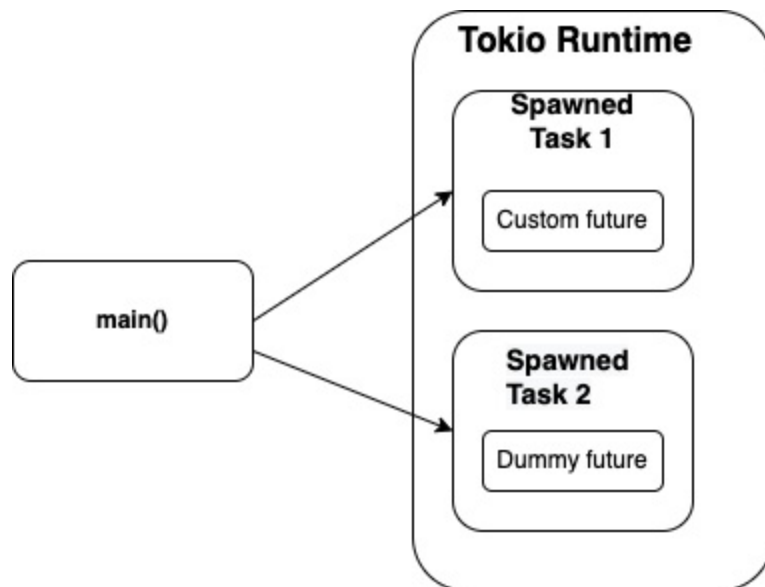 Tokio Runtime
Spawned
Task 1
Custom future
main()
Spawned
Task 2
Dummy future